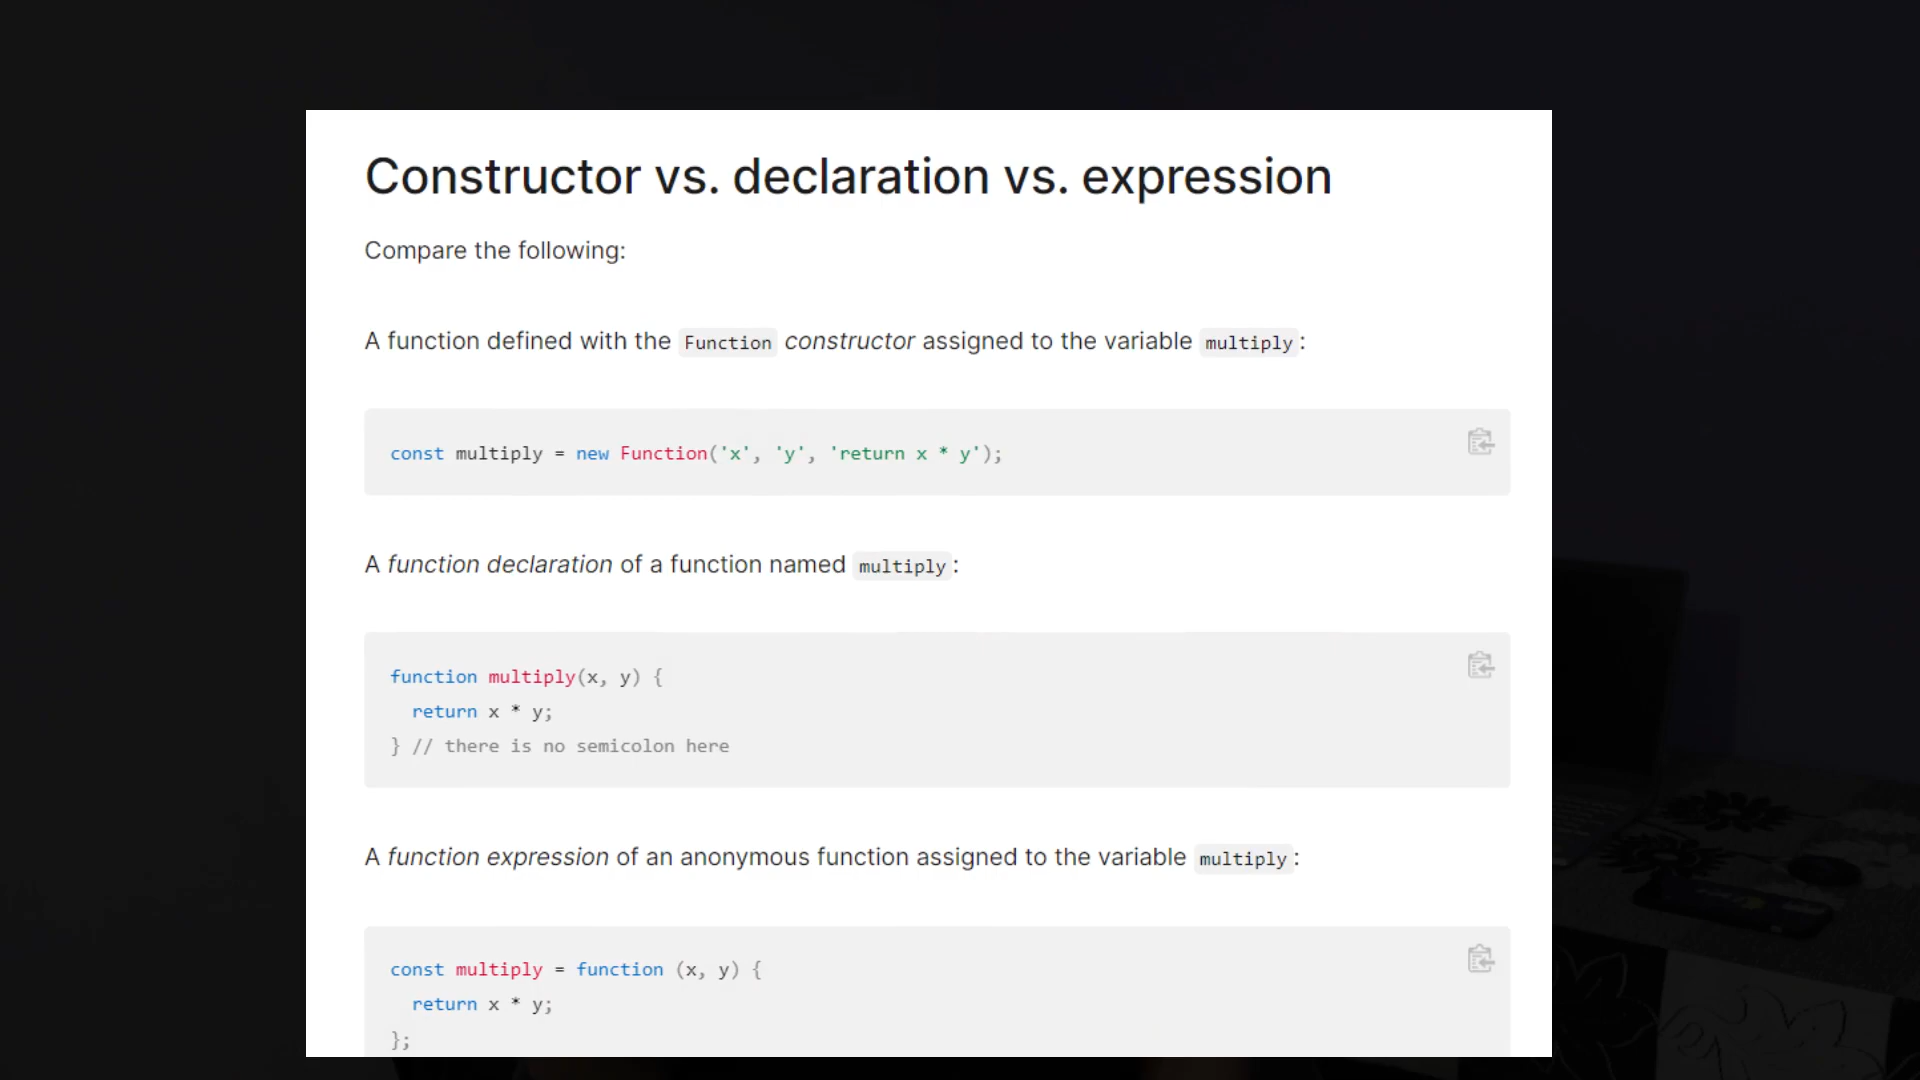 Constructor vs. declaration vs. expression
Compare the following:
A function defined with the Function constructor assigned to the variable multiply:
const multiply = new Function('x', 'y', 'return x * y');
A function declaration of a function named multiply:
function multiply(x, y) {
return x * y;
} // there is no semicolon here
A function expression of an anonymous function assigned to the variable multiply:
const multiply = function (x, y) {
return x * y;
};